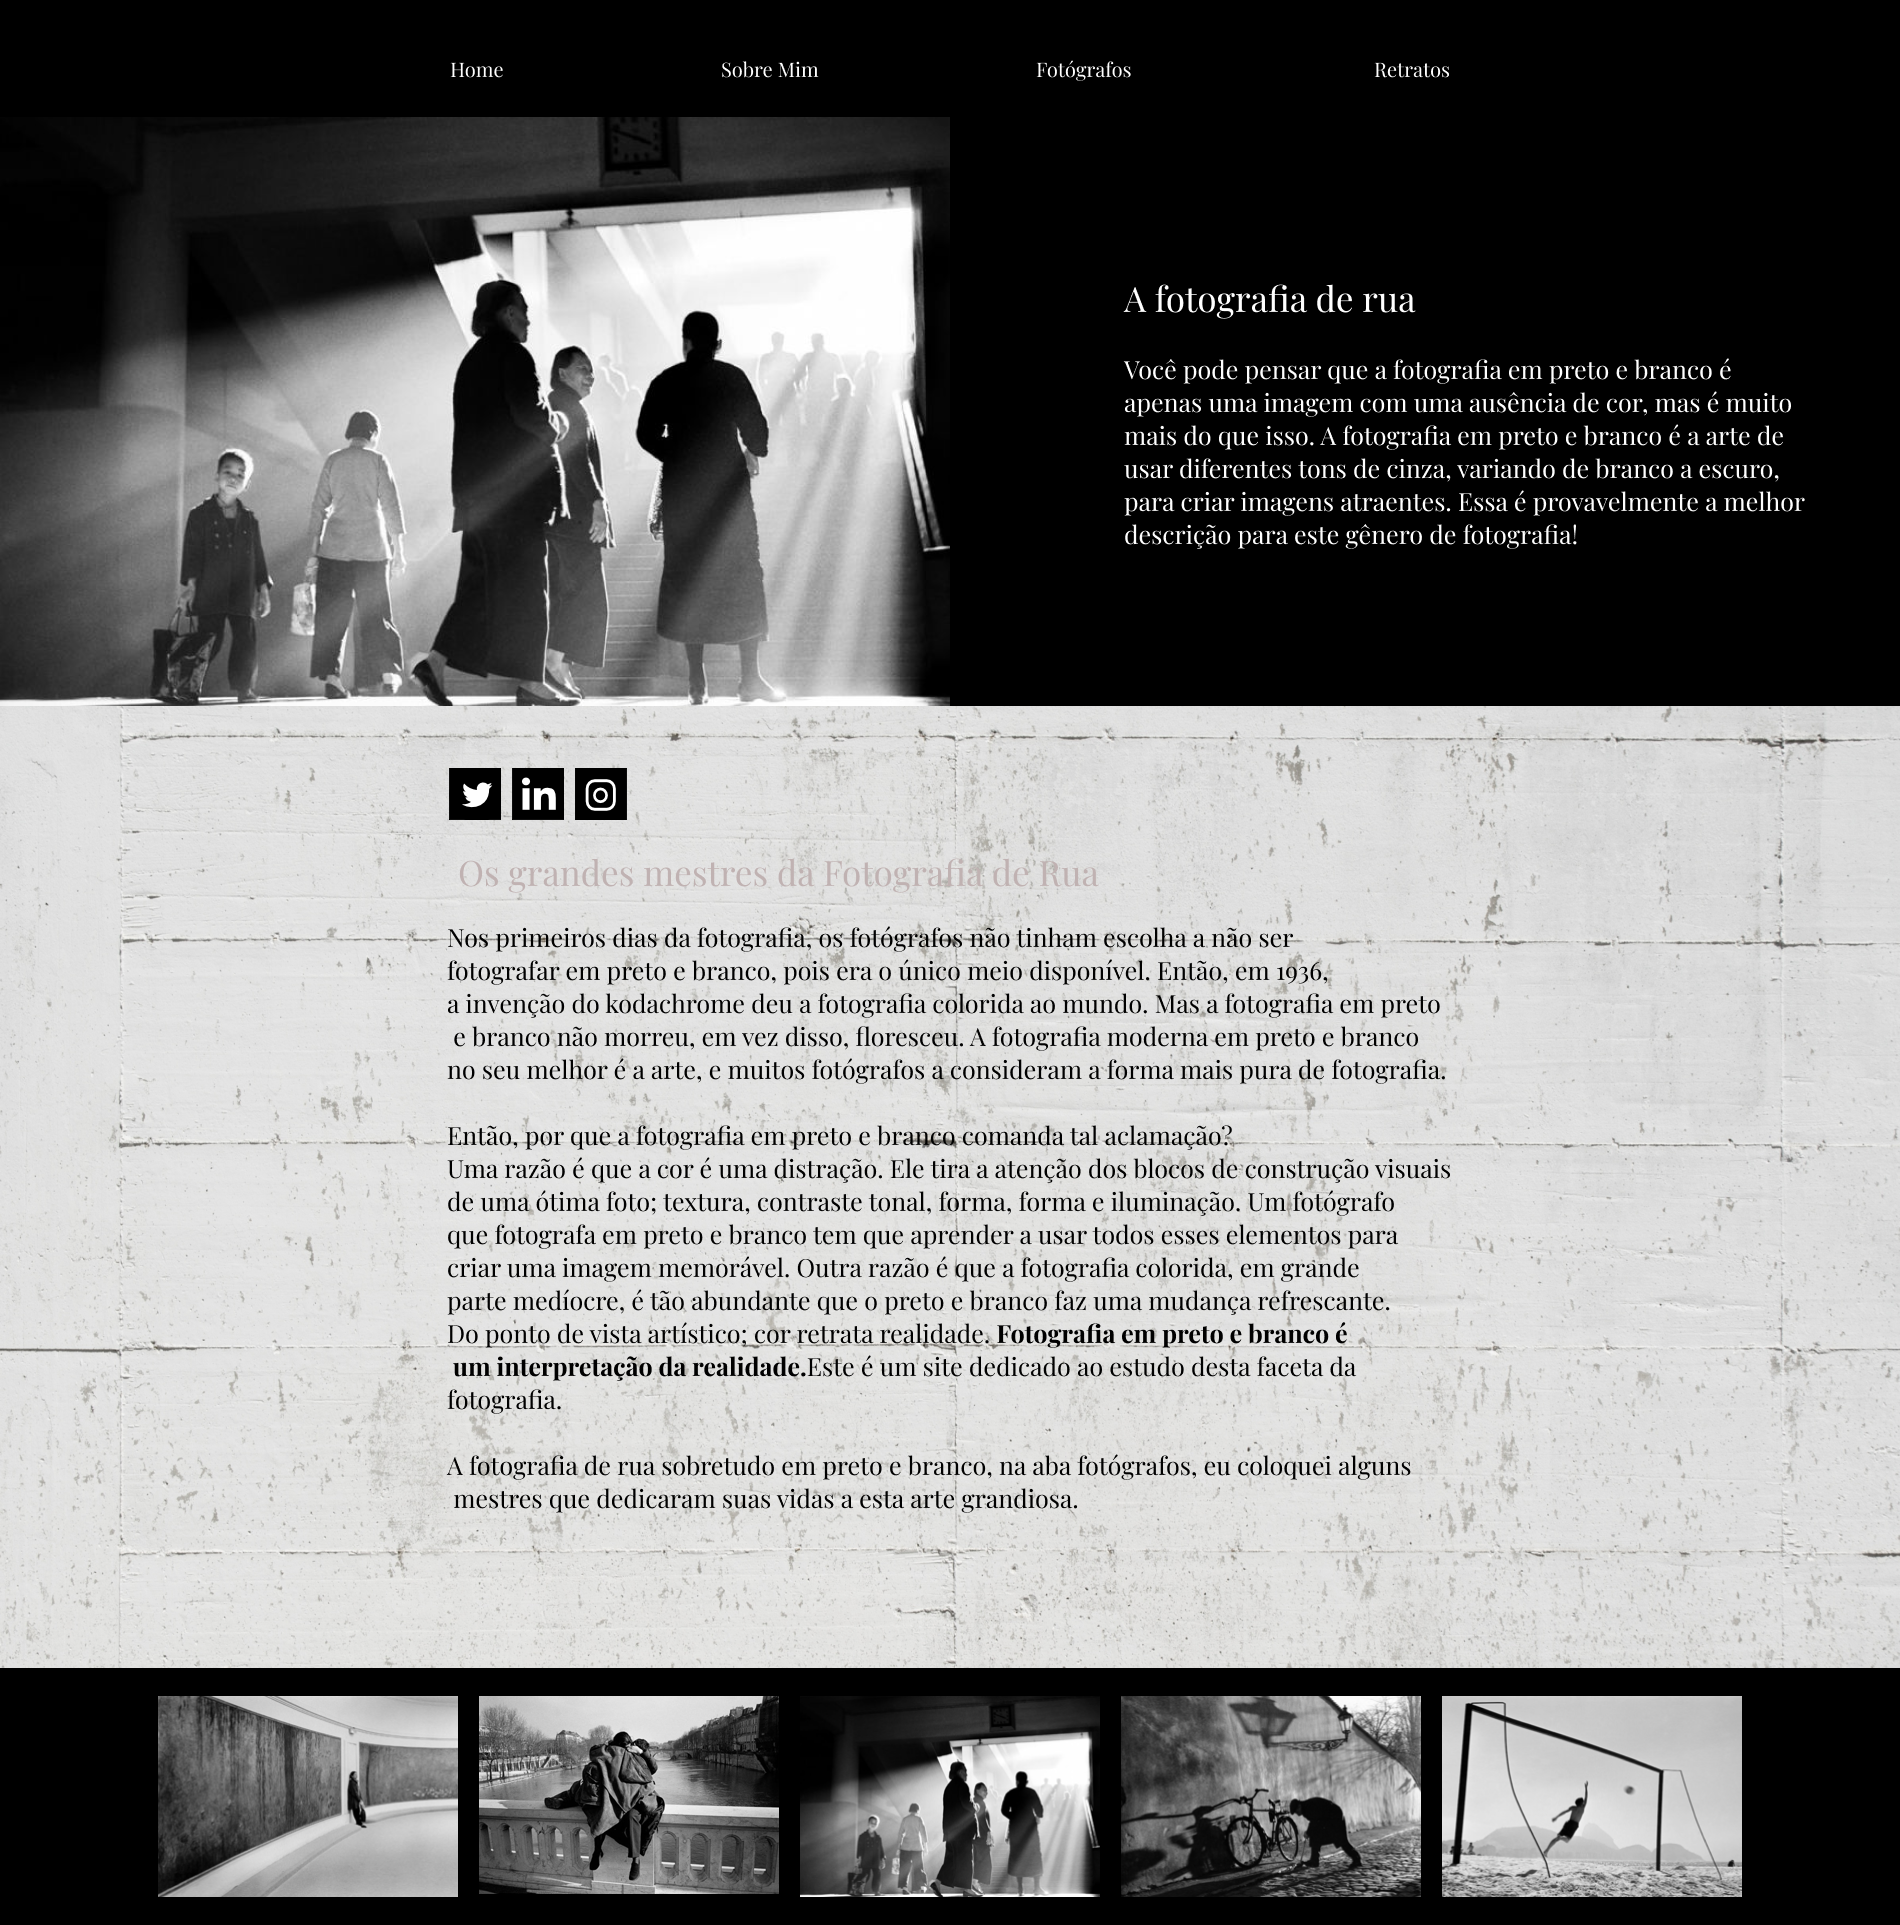 Home
Sobre Mim
Fotógrafos
Retratos
A fotografia de rua
Você pode pensar que a fotografia em preto e branco é
apenas uma imagem com uma ausência de cor, mas é muito
mais do que isso. A fotografia em preto e branco é a arte de
usar diferentes tons de cinza, variando de branco a escuro,
para criar imagens atraentes. Essa é provavelmente a melhor
descrição para este gênero de fotografia!
in
Os grandes mestres da Fotografia de Rua
Nos primeiros dias da fotografia, os fotógrafos não tinham escolha a não ser
fotografar em preto e branco, pois era o único meio disponível. Então, em 1936,
a invenção do kodachrome deu a fotografia colorida ao mundo. Mas a fotografia em preto
e branco não morreu, em vez disso, floresceu. A fotografia moderna em preto e branco
no seu melhor é a arte, e muitos fotógrafos a consideram a forma mais pura de fotografia.
Então, por que a fotografia em preto e branco comanda tal aclamação?
Uma razão é que a cor é uma distração. Ele tira a atenção dos blocos de construção visuais
de uma ótima foto; textura, contraste tonal, forma, forma e iluminação. Um fotógrafo
que fotografa em preto e branco tem que aprender a usar todos esses elementos para
criar uma imagem memorável. Outra razão é que a fotografia colorida, em grande
parte medíocre, é tão abundante que o preto e branco faz uma mudança refrescante.
Do ponto de vista artístico; cor retrata realidade. Fotografia em preto e branco é
um interpretação da realidade.Este é um site dedicado ao estudo desta faceta da
fotografia.
A fotografia de rua sobretudo em preto e branco, na aba fotógrafos, eu coloquei alguns
mestres que dedicaram suas vidas a esta arte grandiosa.